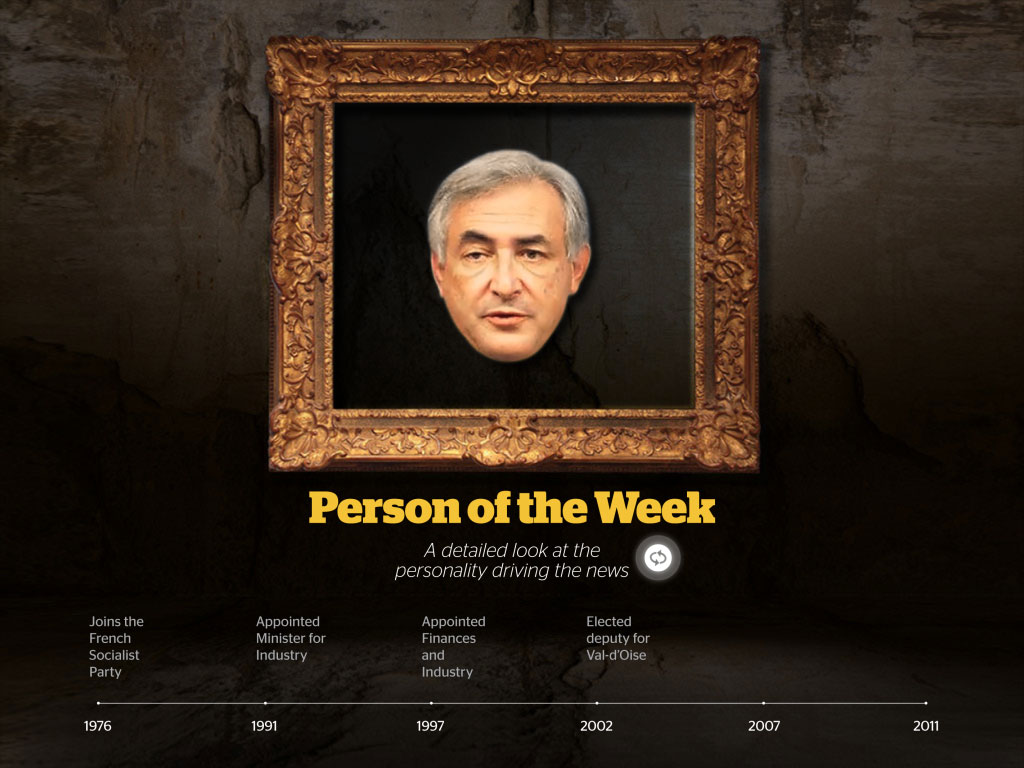 Person of the Week
A detailed look at the
personality driving the news
Joins the
French
Socialist
Party
Appointed
Minister for
Industry
Appointed
Finances
and
Industry
Elected
deputy for
Val-d'Oise
1976
1991
1997
2002
2007
2011